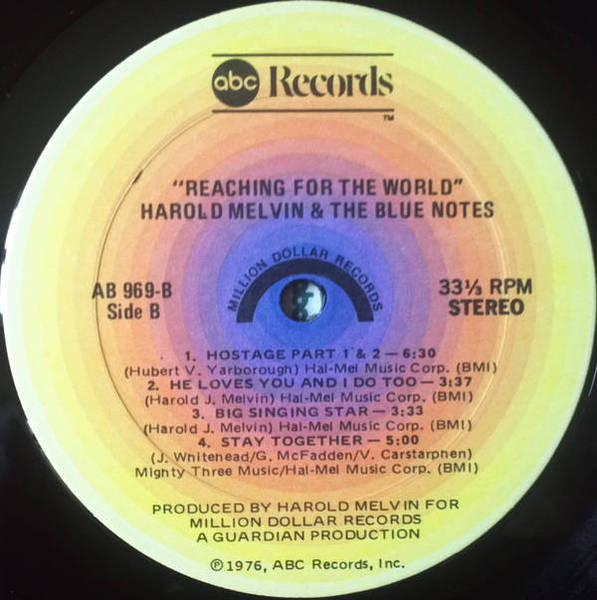 abc Records
TM
"REACHING FOR THE WORLD"
HAROLD MELVIN & THE BLUE NOTES
MILLION DOLLAR RECORDS
AB 969-B
Side B
33⅓ RPM
STEREO
1. HOSTAGE PART 1 & 2 — 6:30
(Hubert V. Yarborough) Hal-Mel Music Corp. (BMI)
2. HE LOVES YOU AND I DO TOO — 3:37
(Harold J. Melvin) Hal-Mel Music Corp. (BMI)
3. BIG SINGING STAR — 3:33
(Harold J. Melvin) Hal-Mel Music Corp. (BMI)
4. STAY TOGETHER — 5:00
(J. Whitehead/G. McFadden/V. Carstarphen)
Mighty Three Music/Hal-Mel Music Corp. (BMI)
PRODUCED BY HAROLD MELVIN FOR
MILLION DOLLAR RECORDS
A GUARDIAN PRODUCTION
℗1976, ABC Records, Inc.